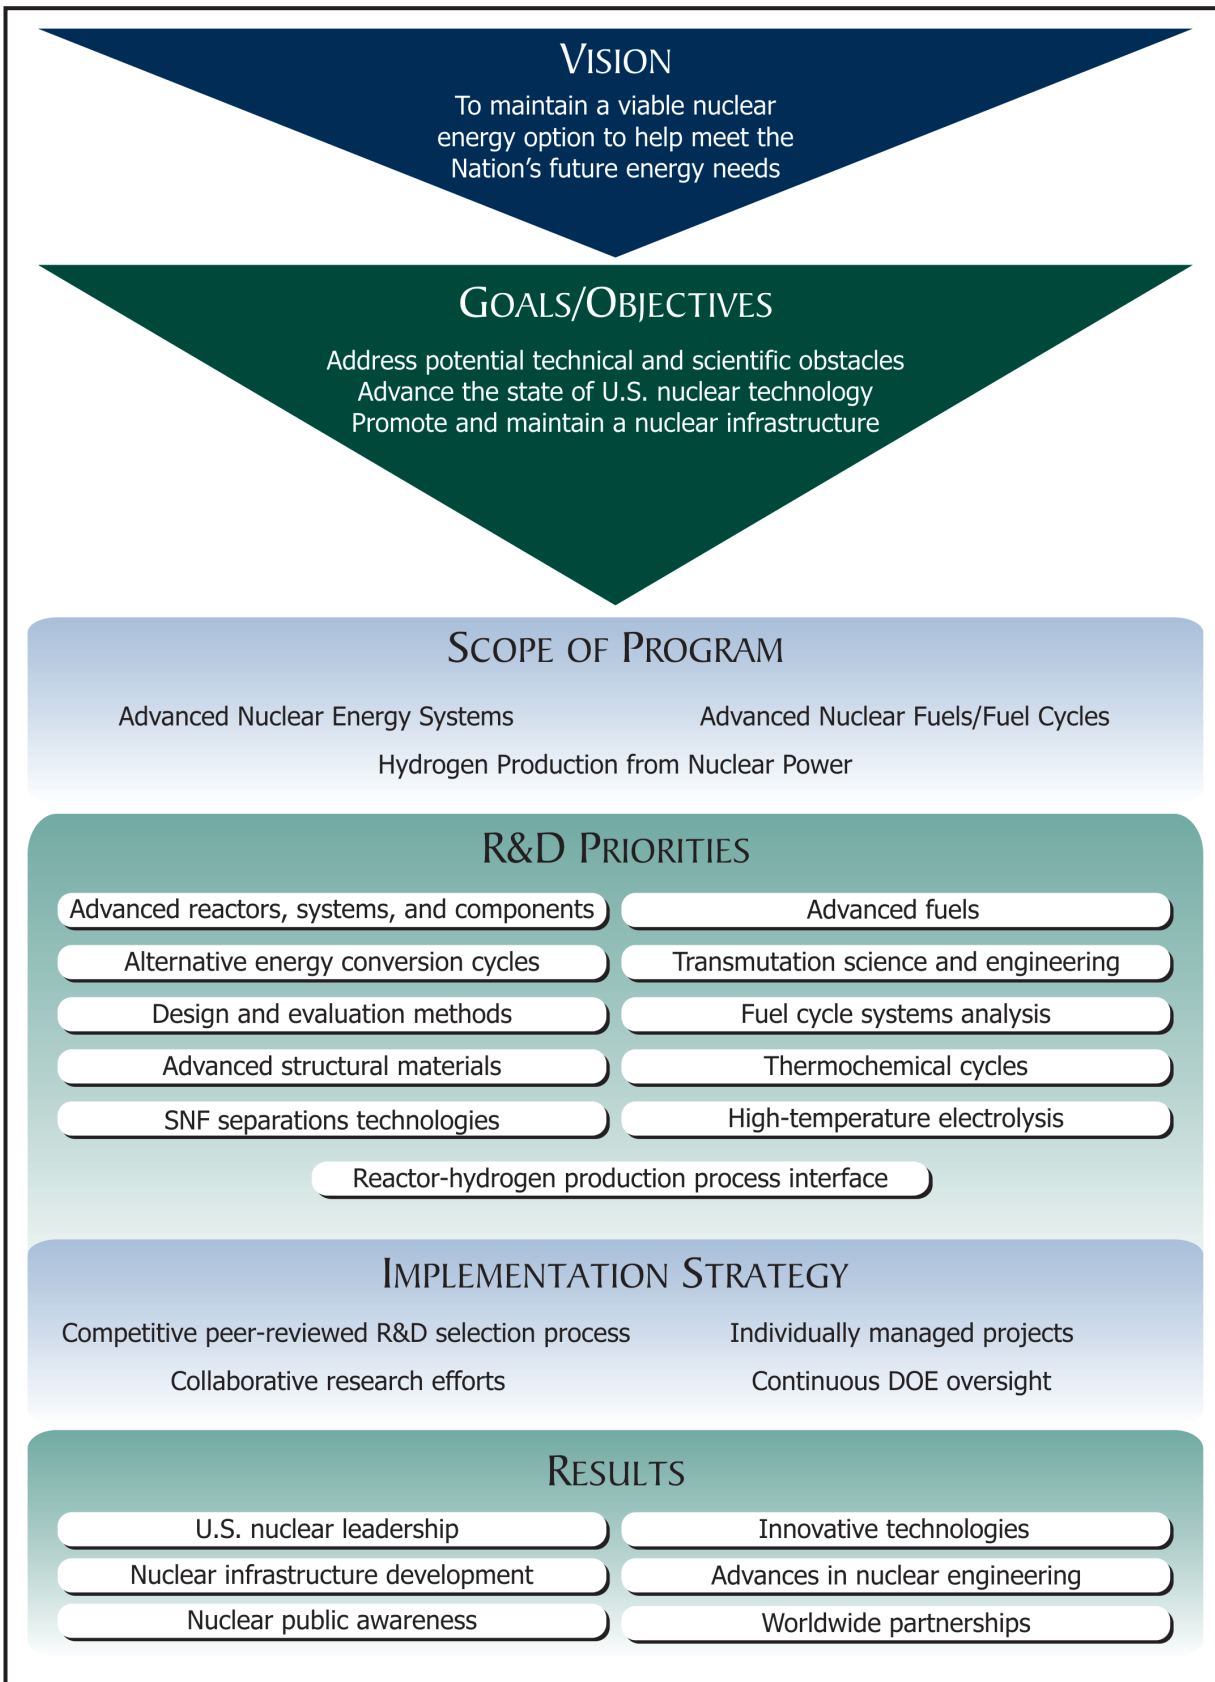 VISION
To maintain a viable nuclear
energy option to help meet the
Nation's future energy needs
GOALS/OBJECTIVES
Address potential technical and scientific obstacles
Advance the state of U.S. nuclear technology
Promote and maintain a nuclear infrastructure
SCOPE OF PROGRAM
Advanced Nuclear Energy Systems
Advanced Nuclear Fuels/Fuel Cycles
Hydrogen Production from Nuclear Power
R&D PRIORITIES
Advanced reactors, systems, and components
Advanced fuels
Alternative energy conversion cycles
Transmutation science and engineering
Design and evaluation methods
Fuel cycle systems analysis
Advanced structural materials
Thermochemical cycles
SNF separations technologies
High-temperature electrolysis
Reactor-hydrogen production process interface
IMPLEMENTATION STRATEGY
Competitive peer-reviewed R&D selection process
Individually managed projects
Collaborative research efforts
Continuous DOE oversight
RESULTS
U.S. nuclear leadership
Innovative technologies
Nuclear infrastructure development
Advances in nuclear engineering
Nuclear public awareness
Worldwide partnerships